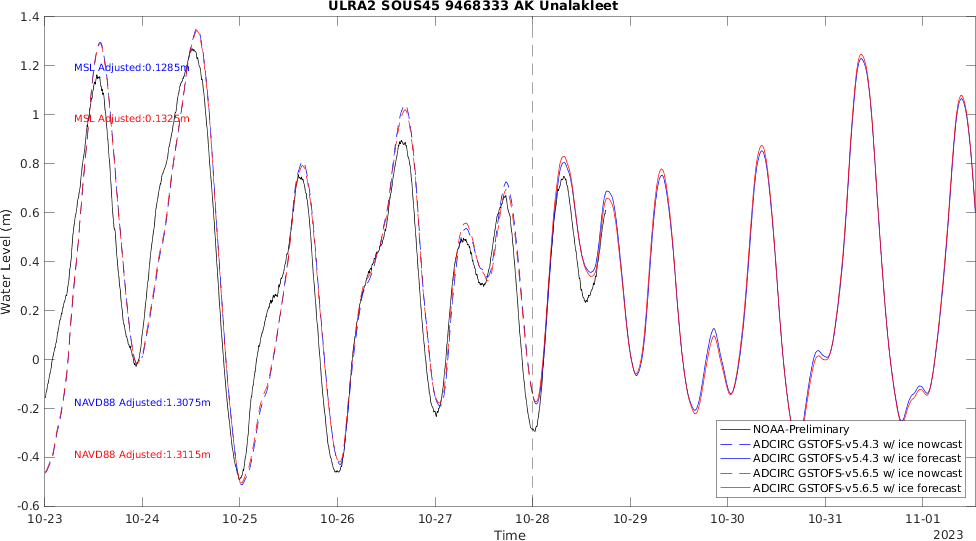 ULRA2 SOUS45 9468333 AK Unalakleet
1.4
1.2
1
0.8
0.6
0.4
0.2
0
-0.2
-0.4
-0.6
Water Level (m)
MSL Adjusted:0.1285m
MSL Adjusted:0.1325m
NAVD88 Adjusted:1.3075m
NAVD88 Adjusted:1.3115m
NOAA-Preliminary
ADCIRC GSTOFS-v5.4.3 w/ ice nowcast
ADCIRC GSTOFS-v5.4.3 w/ ice forecast
ADCIRC GSTOFS-v5.6.5 w/ ice nowcast
ADCIRC GSTOFS-v5.6.5 w/ ice forecast
10-23 10-24 10-25 10-26 10-27 10-28 10-29 10-30 10-31 11-01
Time
2023